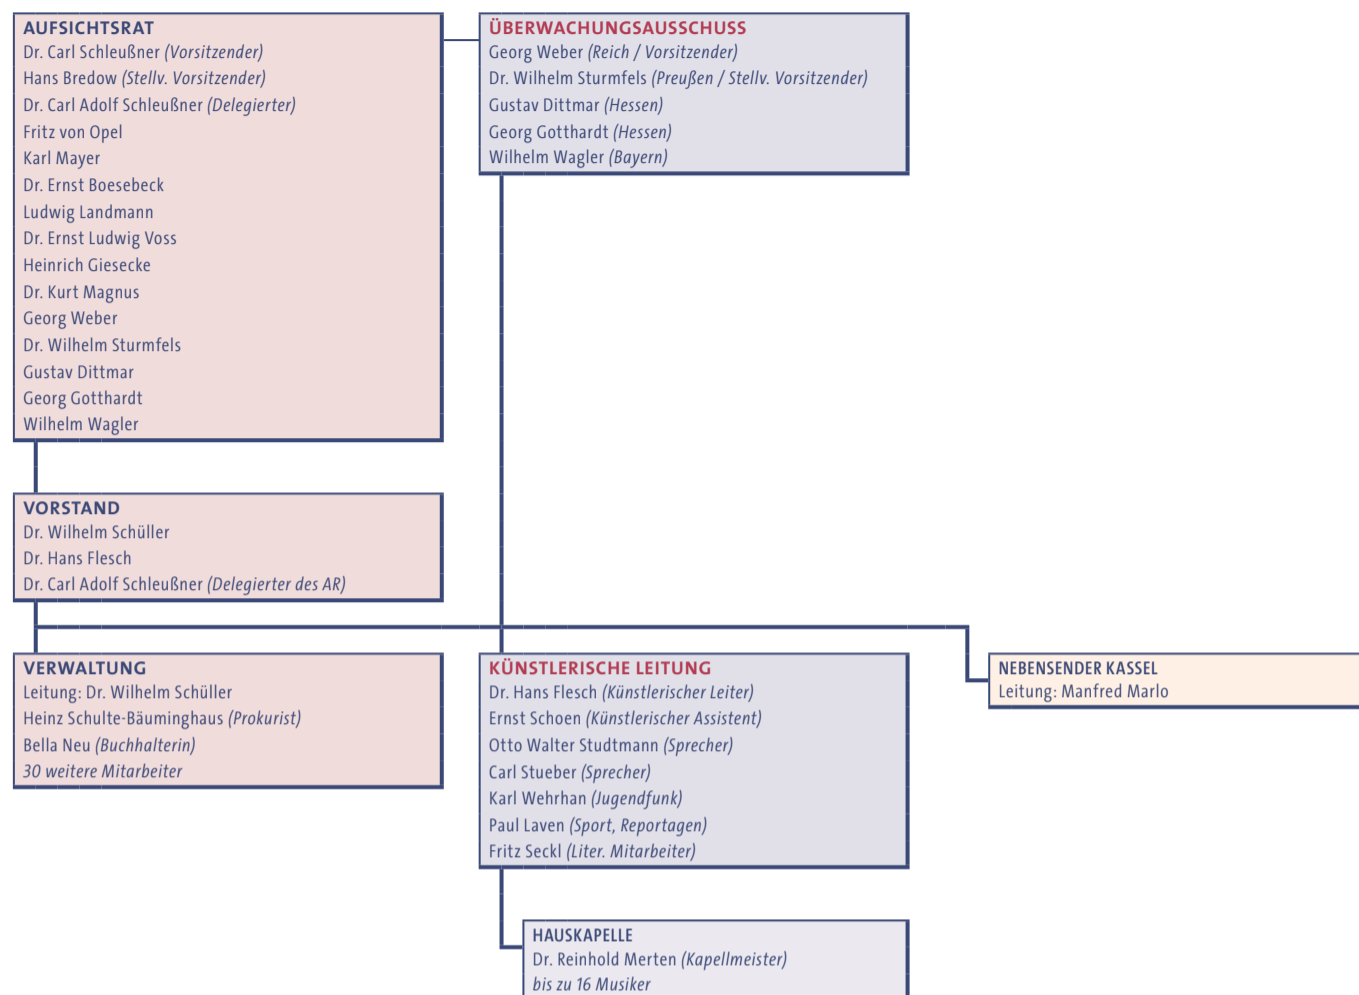 AUFSICHTSRAT
Dr. Carl Schleußner (Vorsitzender)
Hans Bredow (Stellv. Vorsitzender)
Dr. Carl Adolf Schleußner (Delegierter)
Fritz von Opel
Karl Mayer
Dr. Ernst Boesebeck
Ludwig Landmann
Dr. Ernst Ludwig Voss
Heinrich Giesecke
Dr. Kurt Magnus
Georg Weber
Dr. Wilhelm Sturmfels
Gustav Dittmar
Georg Gotthardt
Wilhelm Wagler
ÜBERWACHUNGSAUSSCHUSS
Georg Weber (Reich / Vorsitzender)
Dr. Wilhelm Sturmfels (Preußen / Stellv. Vorsitzender)
Gustav Dittmar (Hessen)
Georg Gotthardt (Hessen)
Wilhelm Wagler (Bayern)
VORSTAND
Dr. Wilhelm Schüller
Dr. Hans Flesch
Dr. Carl Adolf Schleußner (Delegierter des AR)
VERWALTUNG
Leitung: Dr. Wilhelm Schüller
Heinz Schulte-Bäuminghaus (Prokurist)
Bella Neu (Buchhalterin)
30 weitere Mitarbeiter
KÜNSTLERISCHE LEITUNG
Dr. Hans Flesch (Künstlerischer Leiter)
Ernst Schoen (Künstlerischer Assistent)
Otto Walter Studtmann (Sprecher)
Carl Stueber (Sprecher)
Karl Wehrhan (Jugendfunk)
Paul Laven (Sport, Reportagen)
Fritz Seckl (Liter. Mitarbeiter)
NEBENSENDER KASSEL
Leitung: Manfred Marlo
HAUSKAPELLE
Dr. Reinhold Merten (Kapellmeister)
bis zu 16 Musiker